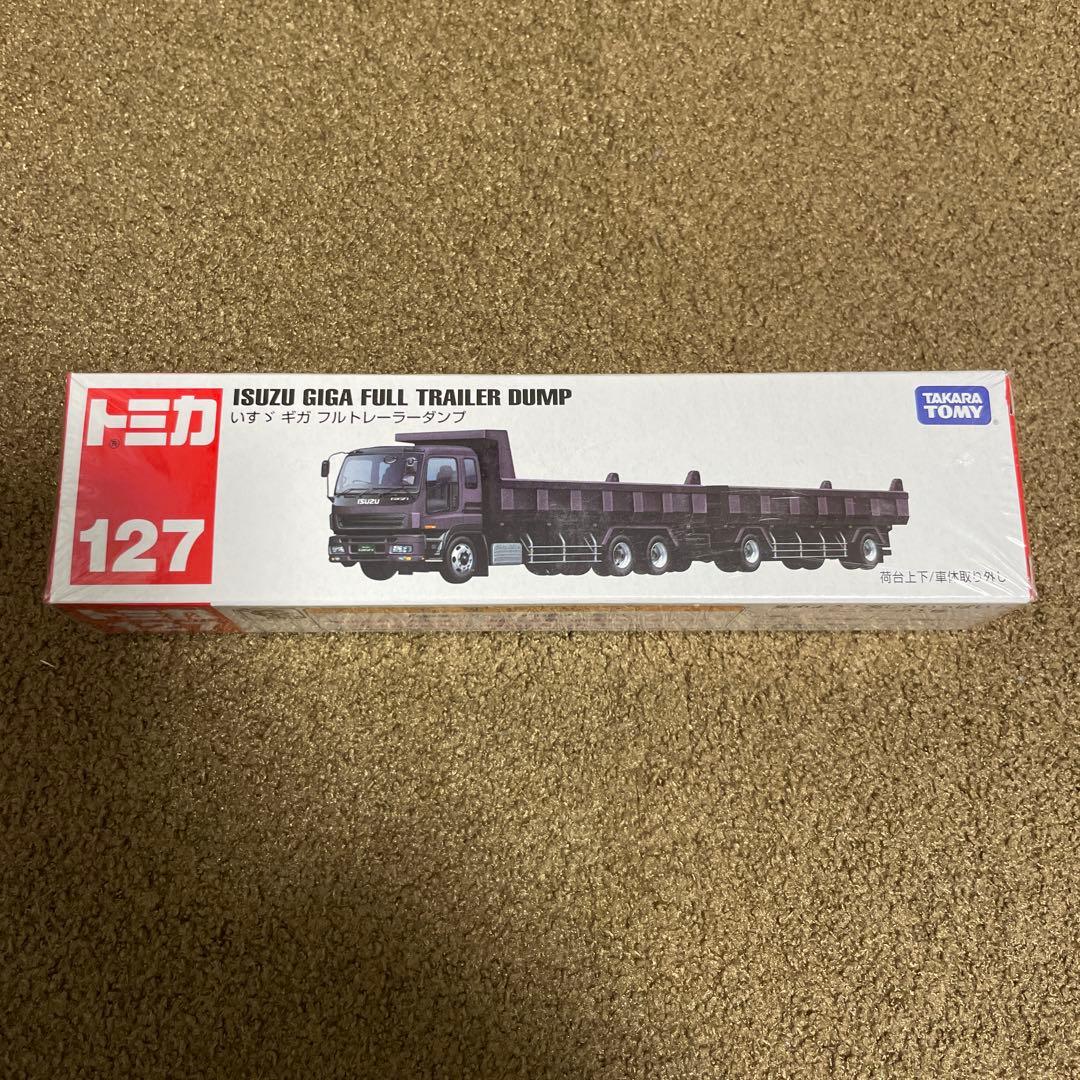 トミカ
127
ISUZU GIGA FULL TRAILER DUMP
いすゞ ギガ フルトレーラーダンプ
TAKARA
TOMY
ISUZU
荷台上下/車体取り外し